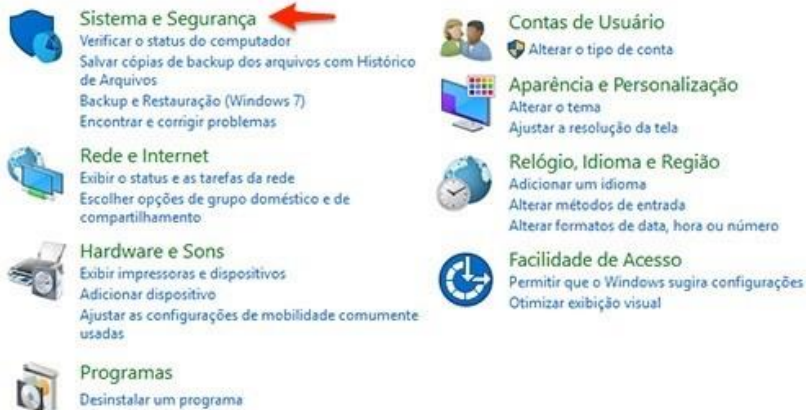 Sistema e Segurança
Verificar o status do computador
Salvar cópias de backup dos arquivos com Histórico
de Arquivos
Backup e Restauração (Windows 7)
Encontrar e corrigir problemas
Rede e Internet
Exibir o status e as tarefas da rede
Escolher opções de grupo doméstico e de
compartilhamento
Hardware e Sons
Exibir impressoras e dispositivos
Adicionar dispositivo
Ajustar as configurações de mobilidade comumente
usadas
Programas
Desinstalar um programa
Contas de Usuário
Alterar o tipo de conta
Aparência e Personalização
Alterar o tema
Ajustar a resolução da tela
Relógio, Idioma e Região
Adicionar um idioma
Alterar métodos de entrada
Alterar formatos de data, hora ou número
Facilidade de Acesso
Permitir que o Windows sugira configurações
Otimizar exibição visual